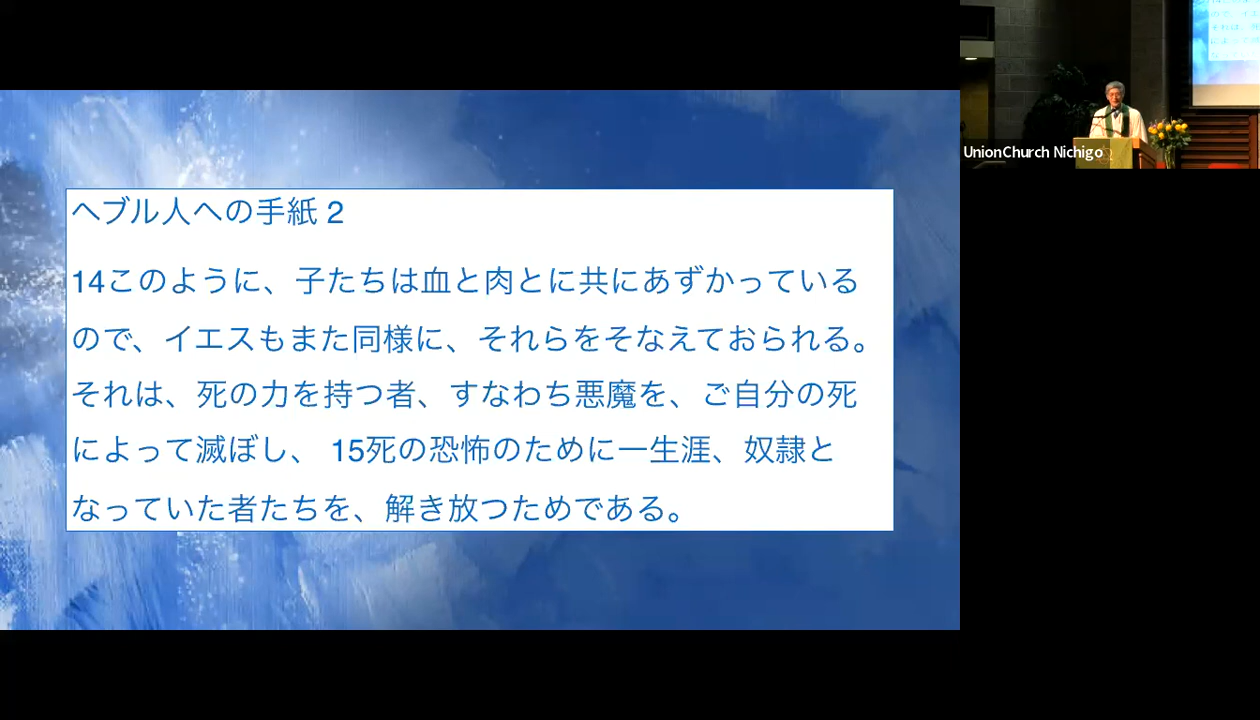 ヘブル人への手紙 2
14このように、子たちは血と肉とに共にあずかっている
ので、イエスもまた同様に、それらをそなえておられる。
それは、死の力を持つ者、すなわち悪魔を、ご自分の死
によって滅ぼし、 15死の恐怖のために一生涯、奴隷と
なっていた者たちを、解き放つためである。
UnionChurch Nichigo